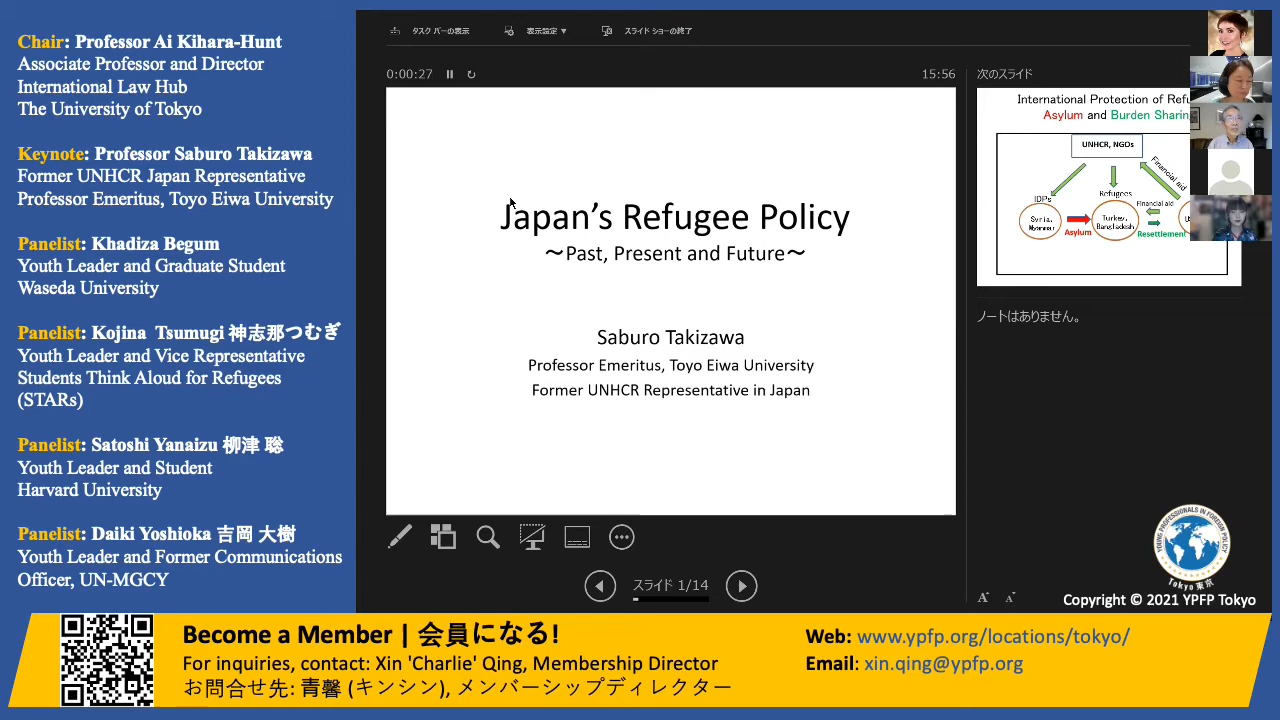 Chair: Professor Ai Kihara-Hunt
Associate Professor and Director
International Law Hub
The University of Tokyo
Keynote: Professor Saburo Takizawa
Former UNHCR Japan Representative
Professor Emeritus, Toyo Eiwa University
Panelist: Khadiza Begum
Youth Leader and Graduate Student
Waseda University
Panelist: Kojina Tsumugi 神志那つむぎ
Youth Leader and Vice Representative
Students Think Aloud for Refugees
(STARs)
Panelist: Satoshi Yanaizu 柳津 聡
Youth Leader and Student
Harvard University
Panelist: Daiki Yoshioka 吉岡 大樹
Youth Leader and Former Communications
Officer, UN-MGCY
タスク バーの表示
表示設定 ▼
スライド ショーの終了
0:00:27
15:56
Japan's Refugee Policy
〜Past, Present and Future〜
Saburo Takizawa
Professor Emeritus, Toyo Eiwa University
Former UNHCR Representative in Japan
スライド 1/14
次のスライド
International Protection of Refu
Asylum and Burden Sharin
UNHCR, NGOs
Financial aid
IDPs
Refugees
Syria,
Myanmar
Asylum
Turkey,
Bangladesh
Financial aid
Resettlement
ノートはありません。
YOUNG PROFESSIONALS IN FOREIGN POLICY
Tokyo 東京
Copyright © 2021 YPFP Tokyo
Become a Member | 会員になる!
For inquiries, contact: Xin 'Charlie' Qing, Membership Director
お問合せ先: 青馨 (キンシン), メンバーシップディレクター
Web: www.ypfp.org/locations/tokyo/
Email: xin.qing@ypfp.org